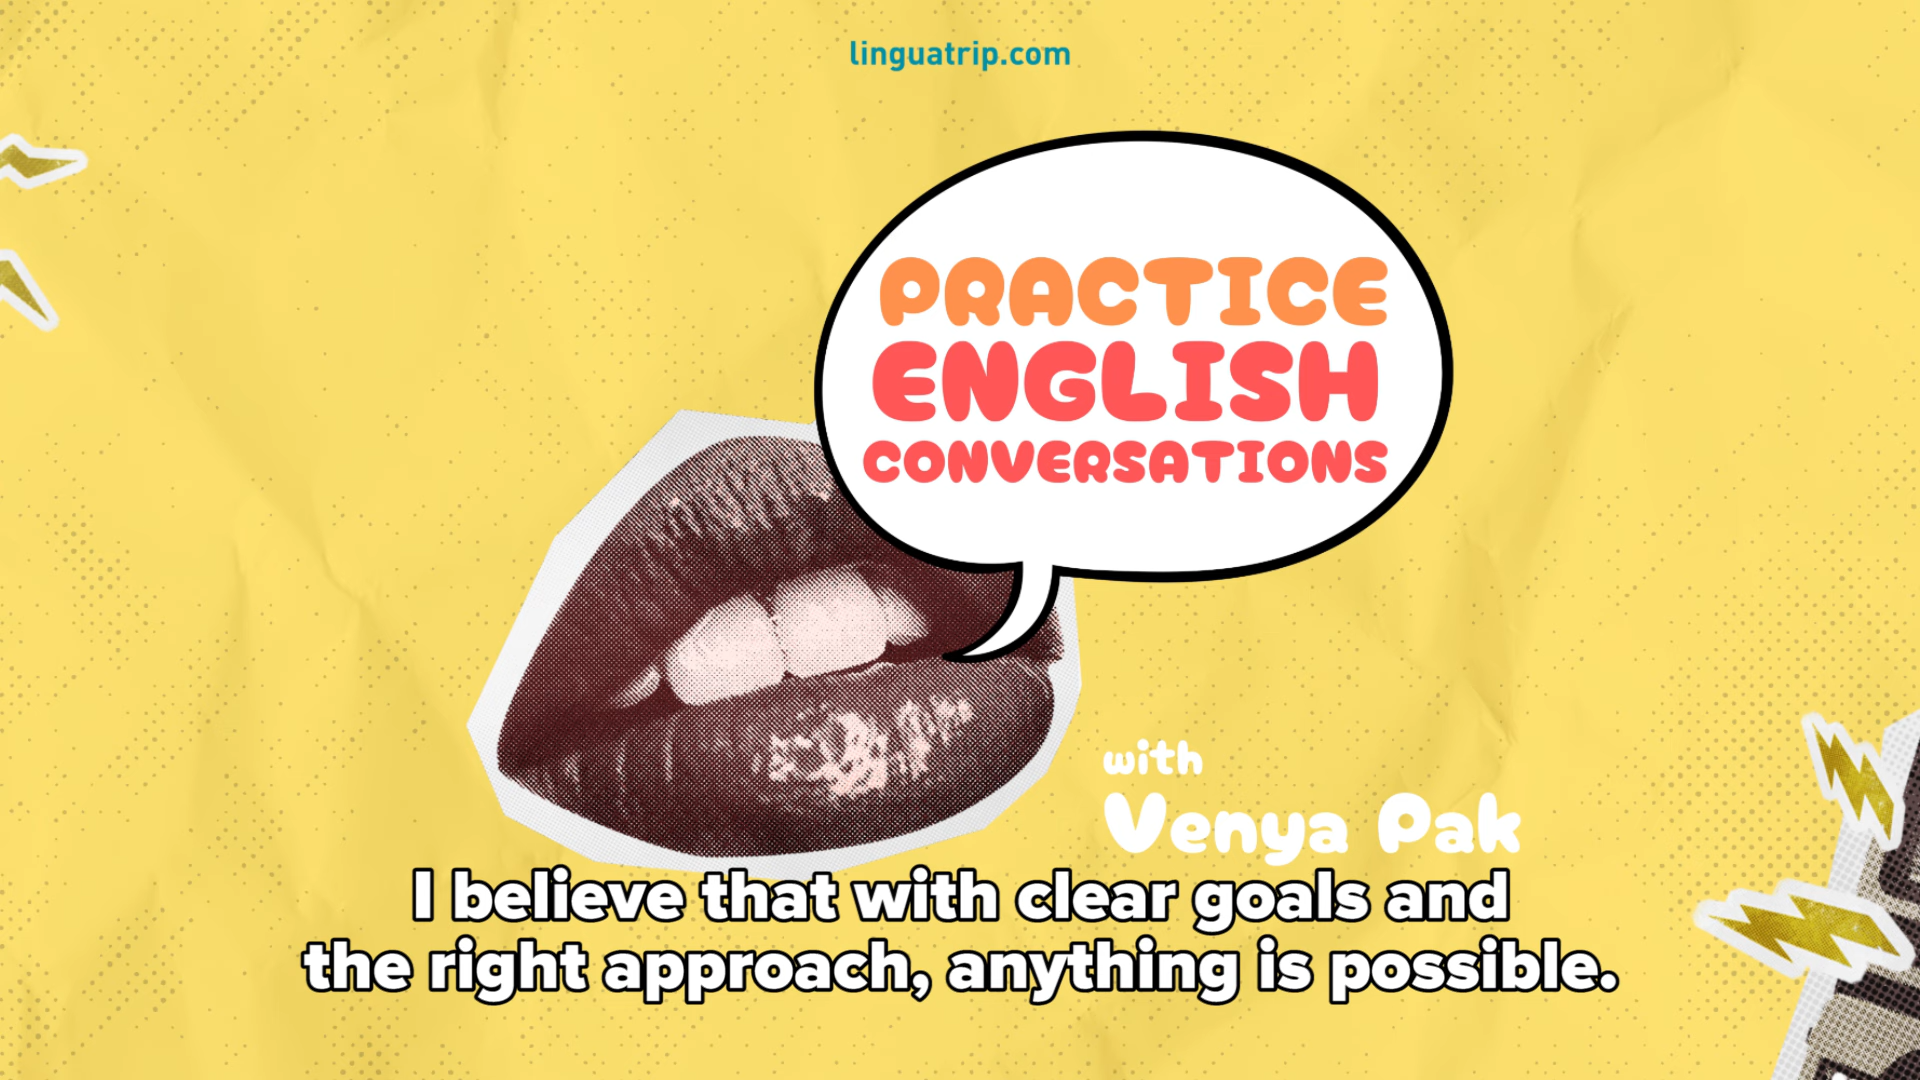 linguatrip.com
PRACTICE
ENGLISH
CONVERSATIONS
with
Venya Pak
I believe that with clear goals and
the right approach, anything is possible.